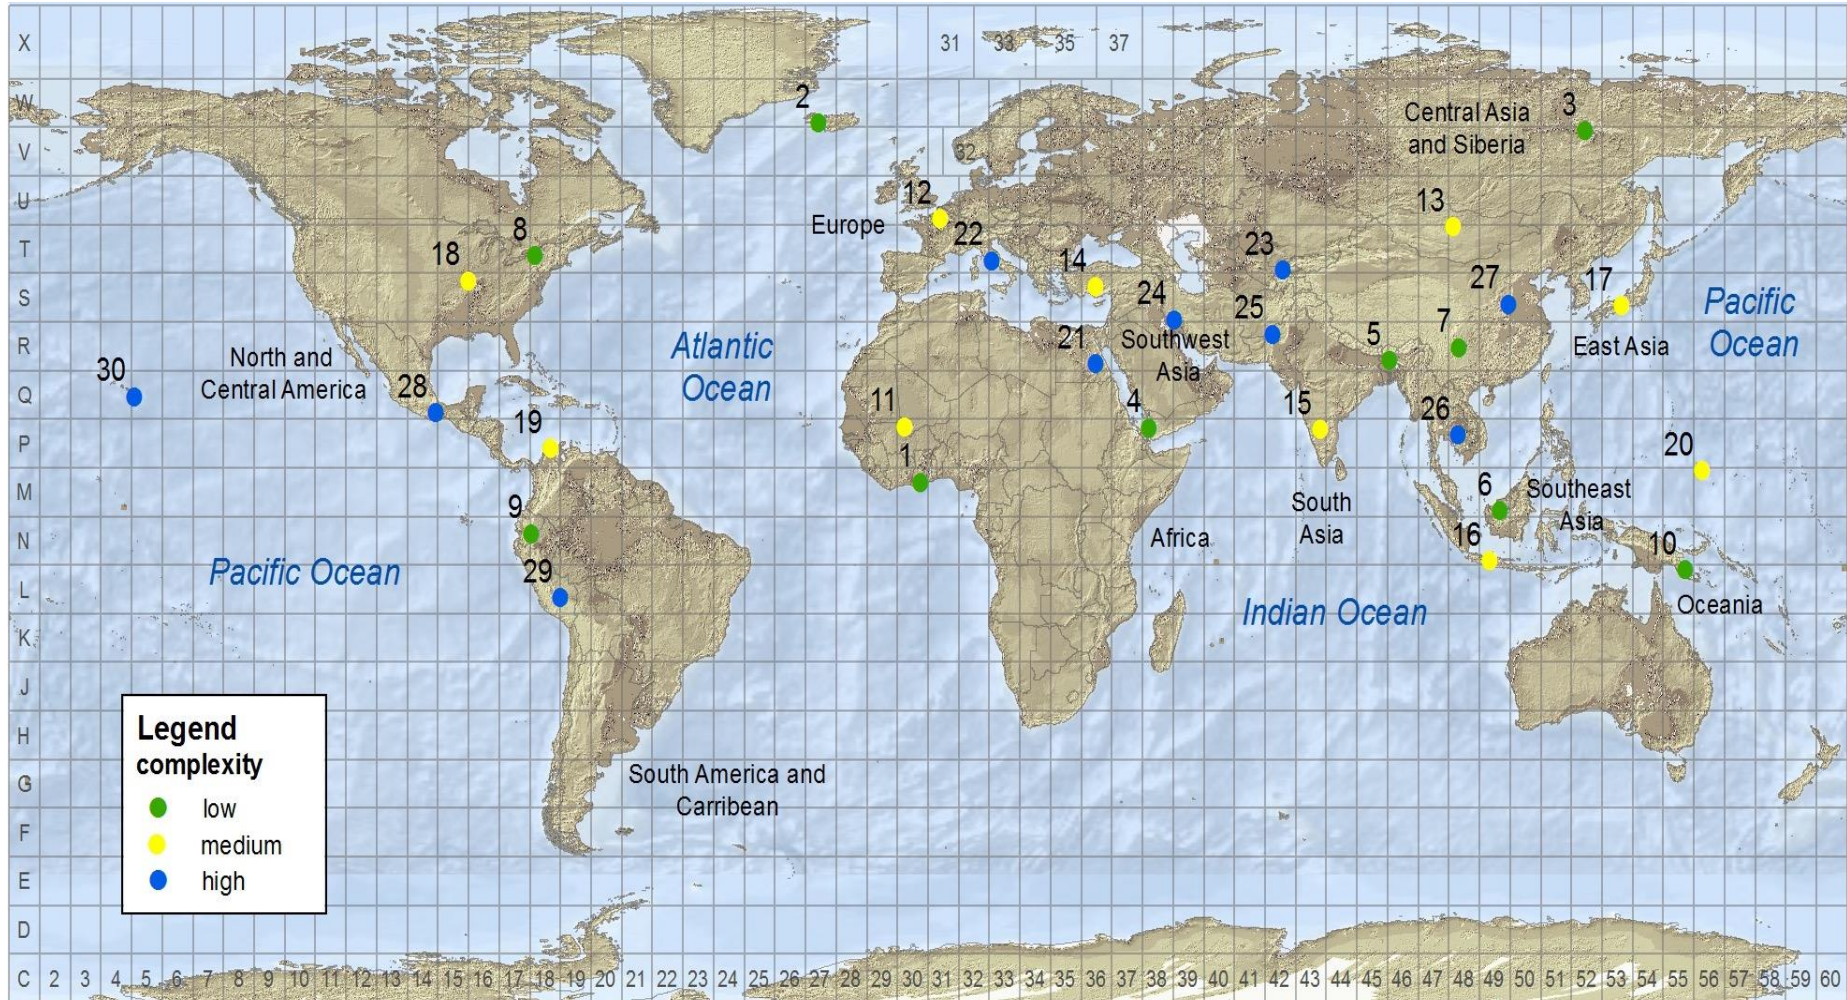 X
31 33 35 37
W
2
Central Asia
and Siberia
3
V
32
U
12
13
Europe
8
22
T
18
23
14
S
24
25
27
17
Pacific
Ocean
Atlantic
Ocean
21
Southwest
Asia
5
7
East Asia
R
North and
Central America
30
28
Q
11
4
15
26
19
P
1
20
M
6
Southeast
Asia
South
Asia
9
16
10
N
Africa
Pacific Ocean
29
L
Indian Ocean
Oceania
K
J
Legend
complexity
low
medium
high
H
G
South America and
Carribean
F
E
D
C 2 3 4 5 6 7 8 9 10 11 12 13 14 15 16 17 18 19 20 21 22 23 24 25 26 27 28 29 30 31 32 33 34 35 36 37 38 39 40 41 42 43 44 45 46 47 48 49 50 51 52 53 54 55 56 57 58 59 60